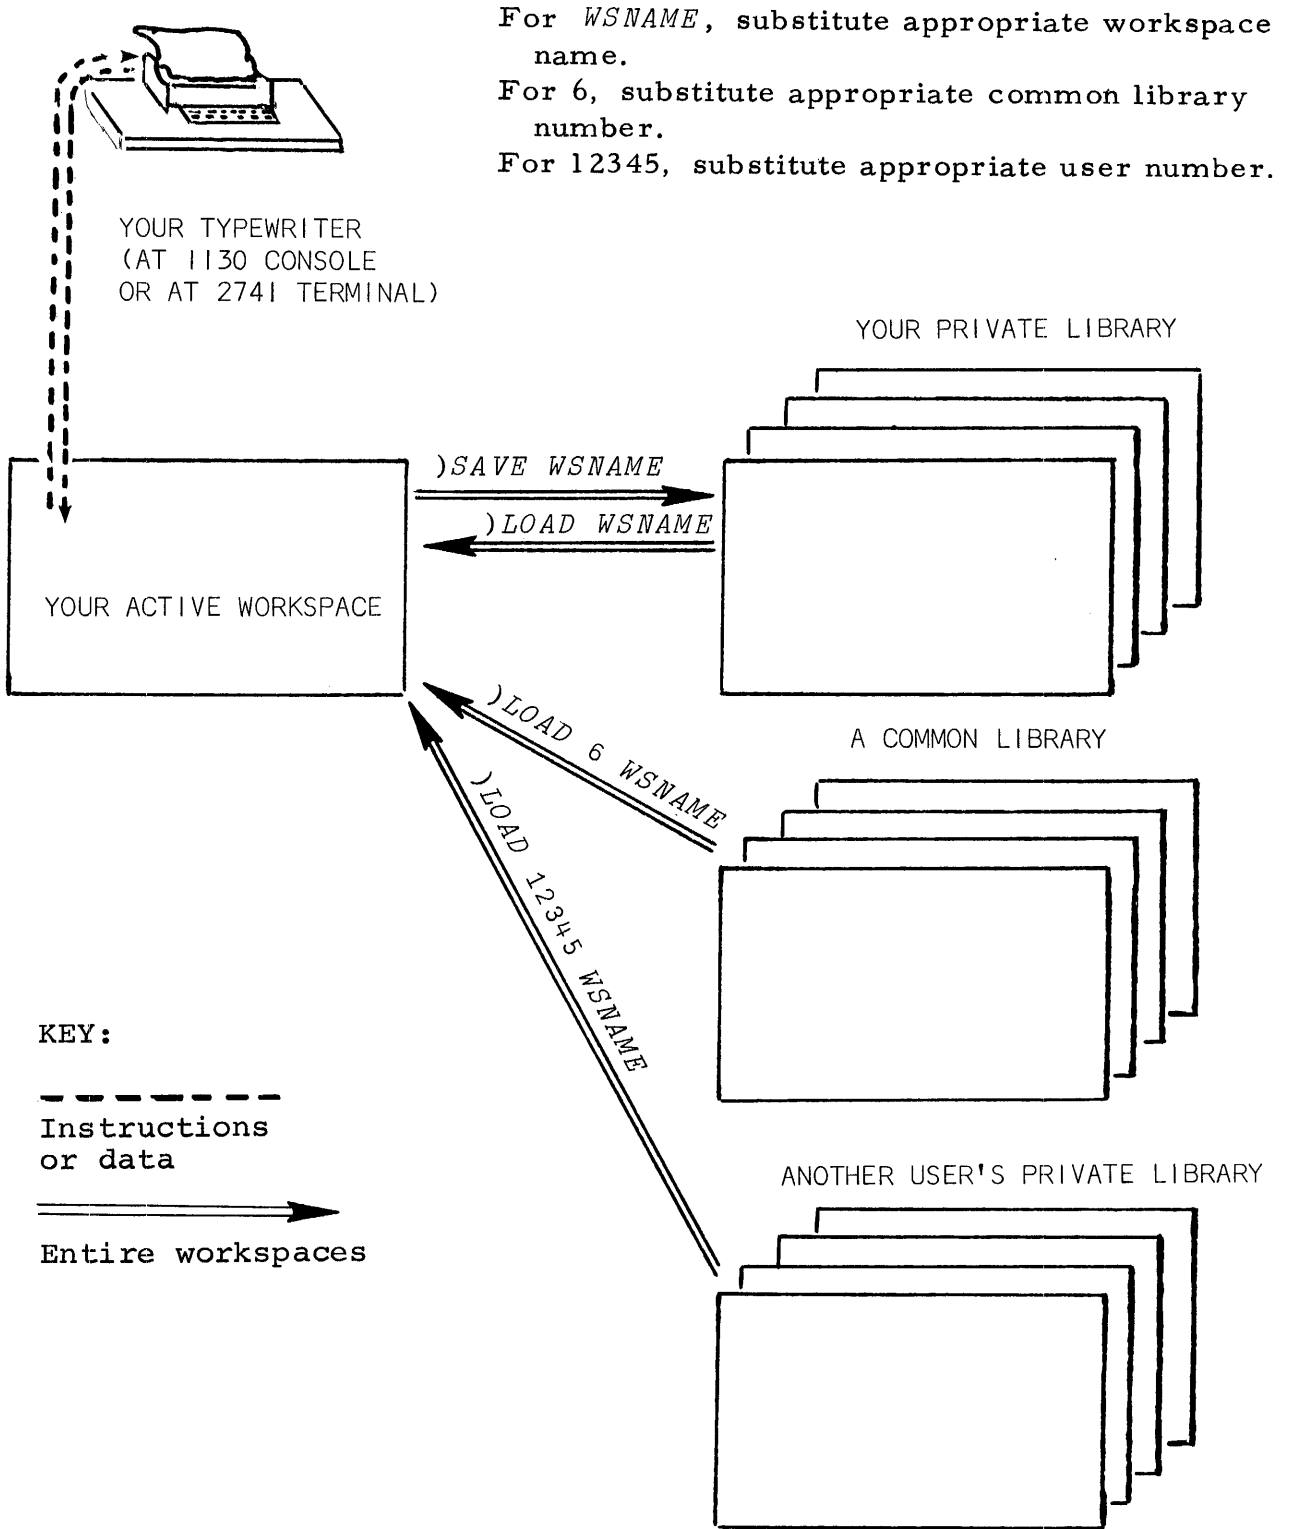 For WSNAME, substitute appropriate workspace
name.
For 6, substitute appropriate common library
number.
For 12345, substitute appropriate user number.
YOUR TYPEWRITER
(AT 1130 CONSOLE
OR AT 2741 TERMINAL)
YOUR PRIVATE LIBRARY
)SAVE WSNAME
)LOAD WSNAME
YOUR ACTIVE WORKSPACE
)LOAD 6 WSNAME
A COMMON LIBRARY
)LOAD 12345 WSNAME
KEY:
Instructions
or data
Entire workspaces
ANOTHER USER'S PRIVATE LIBRARY